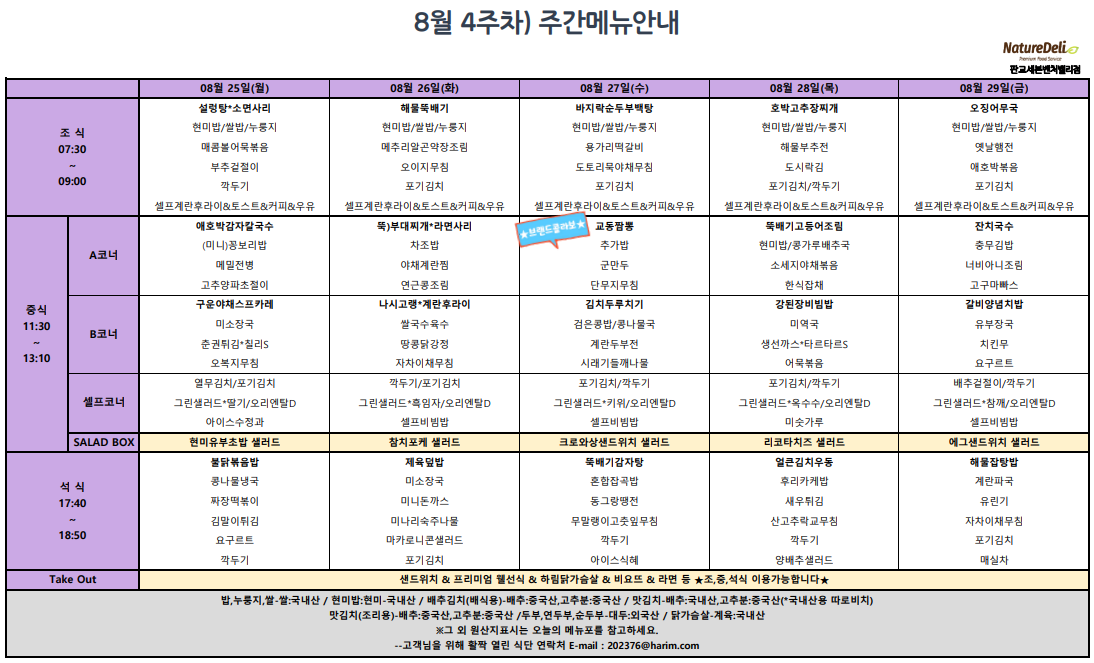 8월 4주차) 주간메뉴안내
NatureDeli
Premium Food Service
판교세븐벤처밸리점
08월 25일(월) 08월 26일(화) 08월 27일(수) 08월 28일(목) 08월 29일(금)
조 식
07:30
~
09:00
설렁탕*소면사리 해물뚝배기 바지락순두부백탕 호박고추장찌개 오징어무국
현미밥/쌀밥/누룽지 현미밥/쌀밥/누룽지 현미밥/쌀밥/누룽지 현미밥/쌀밥/누룽지 현미밥/쌀밥/누룽지
매콤볼어묵볶음 메추리알곤약장조림 용가리떡갈비 해물부추전 옛날햄전
부추겉절이 오이지무침 도토리묵야채무침 도시락김 애호박볶음
깍두기 포기김치 포기김치 포기김치/깍두기 포기김치
셀프계란후라이&토스트&커피&우유 셀프계란후라이&토스트&커피&우유 셀프계란후라이&토스트&커피&우유 셀프계란후라이&토스트&커피&우유 셀프계란후라이&토스트&커피&우유
중식
11:30
~
13:10
A코너
★브랜드콜라보★
애호박감자칼국수 뚝)부대찌개*라면사리 교동짬뽕 뚝배기고등어조림 잔치국수
(미니)꽁보리밥 차조밥 추가밥 현미밥/콩가루배추국 충무김밥
메밀전병 야채계란찜 군만두 소세지야채볶음 너비아니조림
고추양파초절이 연근콩조림 단무지무침 한식잡채 고구마빠스
B코너
구운야채스프카레 나시고랭*계란후라이 김치두루치기 강된장비빔밥 갈비양념치밥
미소장국 쌀국수육수 검은콩밥/콩나물국 미역국 유부장국
춘권튀김*칠리S 땅콩닭강정 계란두부전 생선까스*타르타르S 치킨무
오복지무침 자차이채무침 시래기들깨나물 어묵볶음 요구르트
셀프코너
열무김치/포기김치 깍두기/포기김치 포기김치/깍두기 포기김치/깍두기 배추겉절이/깍두기
그린샐러드*딸기/오리엔탈D 그린샐러드*흑임자/오리엔탈D 그린샐러드*키위/오리엔탈D 그린샐러드*옥수수/오리엔탈D 그린샐러드*참깨/오리엔탈D
아이스수정과 셀프비빔밥 셀프비빔밥 미숫가루 셀프비빔밥
SALAD BOX 현미유부초밥 샐러드 참치포케 샐러드 크로와상샌드위치 샐러드 리코타치즈 샐러드 에그샌드위치 샐러드
석 식
17:40
~
18:50
불닭볶음밥 제육덮밥 뚝배기감자탕 얼큰김치우동 해물잡탕밥
콩나물냉국 미소장국 혼합잡곡밥 후리카케밥 계란파국
짜장떡볶이 미니돈까스 동그랑땡전 새우튀김 유린기
김말이튀김 미나리숙주나물 무말랭이고춧잎무침 산고추락교무침 자차이채무침
요구르트 마카로니콘샐러드 깍두기 깍두기 포기김치
깍두기 포기김치 아이스식혜 양배추샐러드 매실차
Take Out 샌드위치 & 프리미엄 웰선식 & 하림닭가슴살 & 비요뜨 & 라면 등 ★조,중,석식 이용가능합니다★
밥,누룽지,쌀-쌀:국내산 / 현미밥:현미-국내산 / 배추김치(배식용)-배추:중국산,고추분:중국산 / 맛김치-배추:국내산,고추분:중국산(*국내산용 따로비치)
맛김치(조리용)-배추:중국산,고추분:중국산 /두부,연두부,순두부-대두:외국산 / 닭가슴살-계육:국내산
※그 외 원산지표시는 오늘의 메뉴포를 참고하세요.
--고객님을 위해 활짝 열린 식단 연락처 E-mail : 202376@harim.com